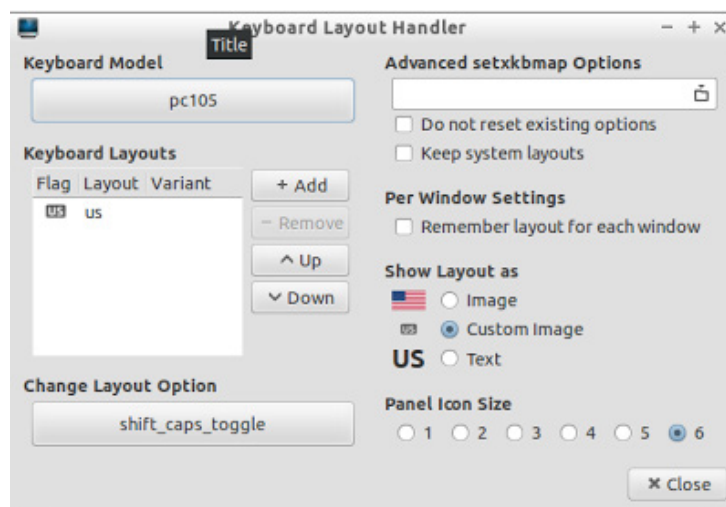 Keyboard Layout Handler
Title
Keyboard Model
pc105
Keyboard Layouts
Flag Layout Variant
US us
+ Add
− Remove
Up
Down
Change Layout Option
shift_caps_toggle
Advanced setxkbmap Options
Do not reset existing options
Keep system layouts
Per Window Settings
Remember layout for each window
Show Layout as
Image
US Custom Image
US Text
Panel Icon Size
1 2 3 4 5 6
Close